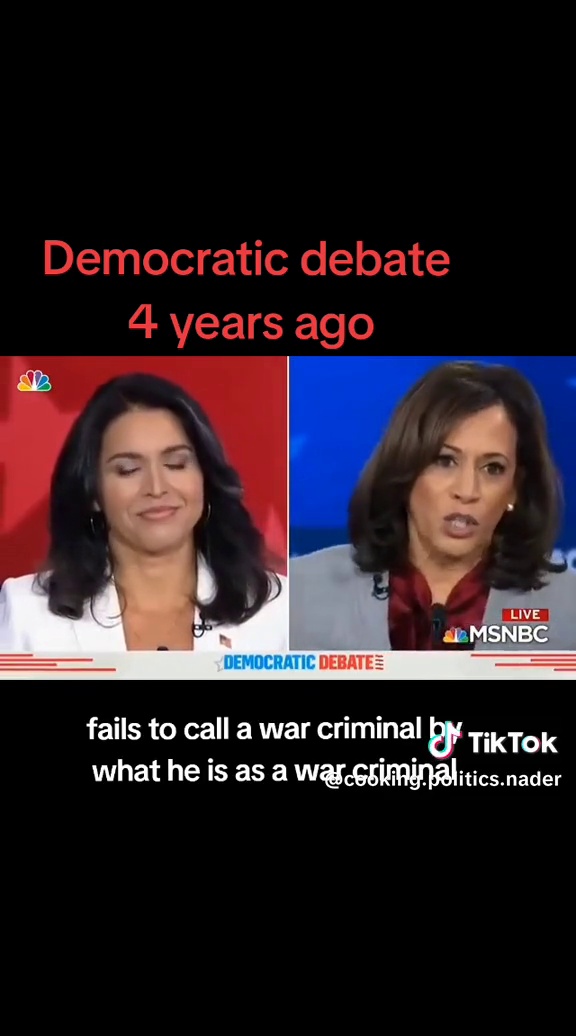 Democratic debate
4 years ago
LIVE
MSNBC
DEMOCRATIC DEBATE
fails to call a war criminal by
what he is as a war criminal
TikTok
@cooking.politics.nader